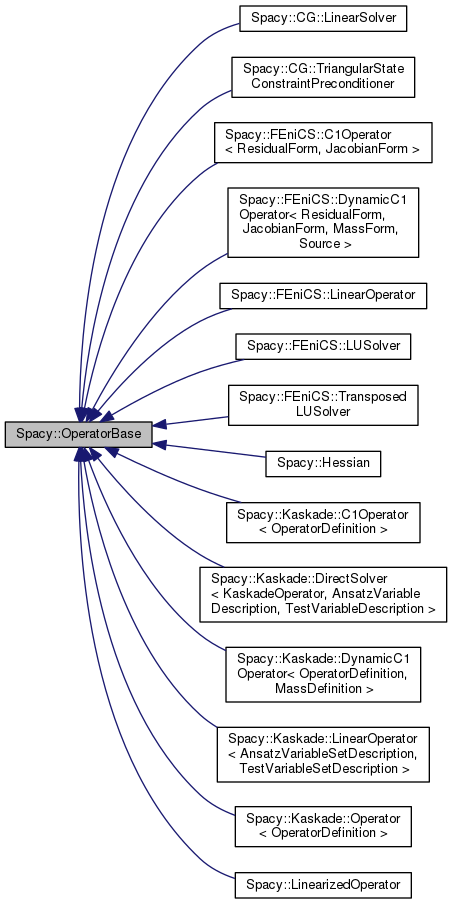 Spacy::CG::LinearSolver
Spacy::CG::TriangularState
ConstraintPreconditioner
Spacy::FEniCS::C1Operator
< ResidualForm, JacobianForm >
Spacy::FEniCS::DynamicC1
Operator< ResidualForm,
JacobianForm, MassForm,
Source >
Spacy::FEniCS::LinearOperator
Spacy::FEniCS::LUSolver
Spacy::FEniCS::Transposed
LUSolver
Spacy::OperatorBase
Spacy::Hessian
Spacy::Kaskade::C1Operator
< OperatorDefinition >
Spacy::Kaskade::DirectSolver
< KaskadeOperator, AnsatzVariable
Description, TestVariableDescription >
Spacy::Kaskade::DynamicC1
Operator< OperatorDefinition,
MassDefinition >
Spacy::Kaskade::LinearOperator
< AnsatzVariableSetDescription,
TestVariableSetDescription >
Spacy::Kaskade::Operator
< OperatorDefinition >
Spacy::LinearizedOperator